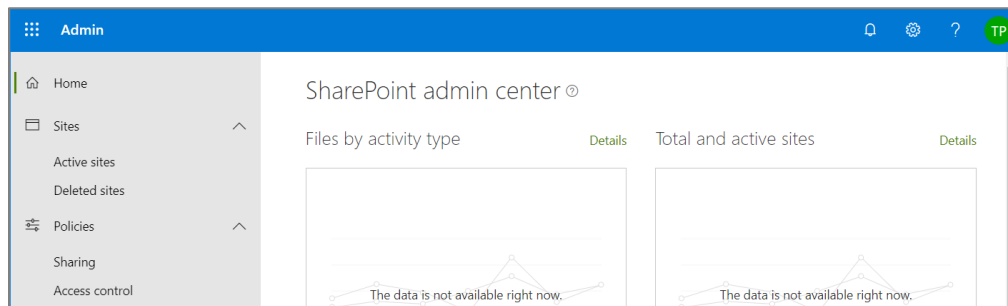 Admin
?
TP
Home
Sites
Active sites
Deleted sites
Policies
Sharing
Access control
SharePoint admin center
Files by activity type Details
The data is not available right now.
Total and active sites Details
The data is not available right now.